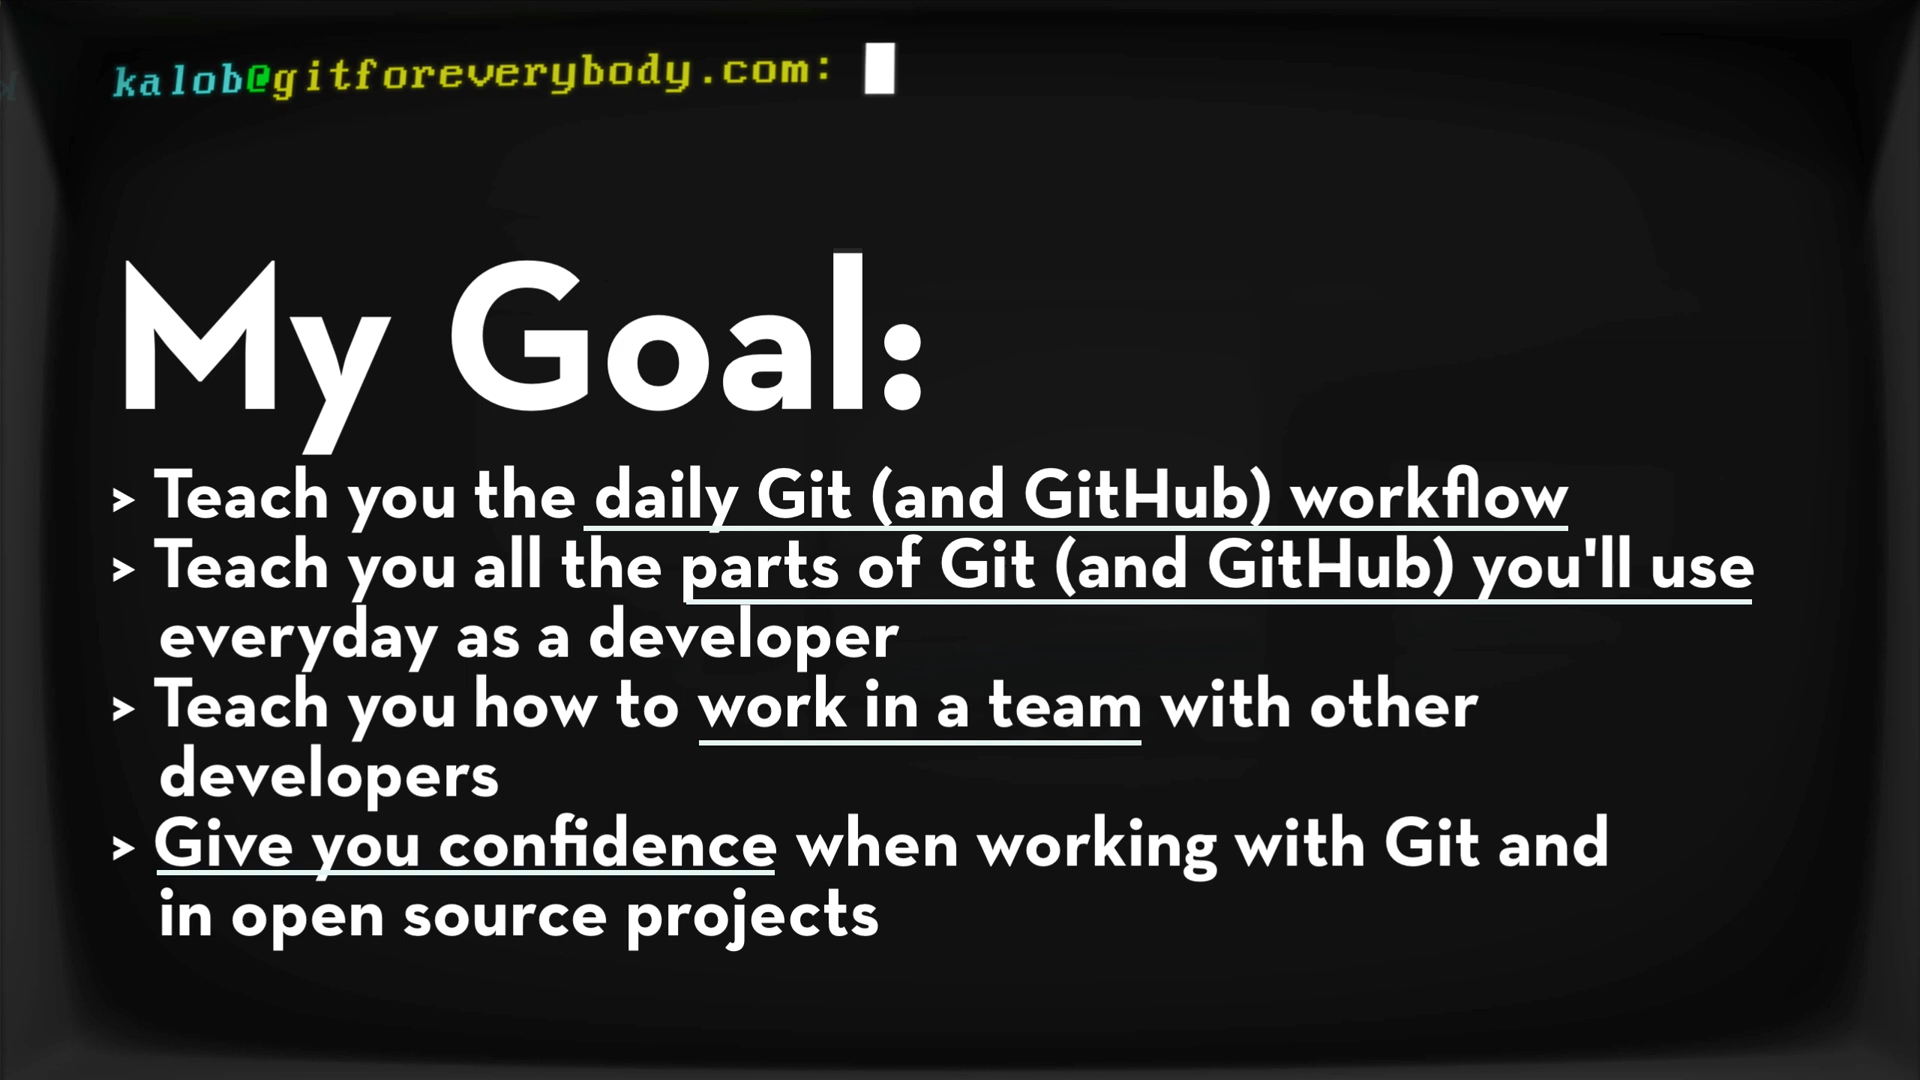 kalob@gitforeverybody.com:
My Goal:
> Teach you the daily Git (and GitHub) workflow
> Teach you all the parts of Git (and GitHub) you'll use
everyday as a developer
> Teach you how to work in a team with other
developers
> Give you confidence when working with Git and
in open source projects